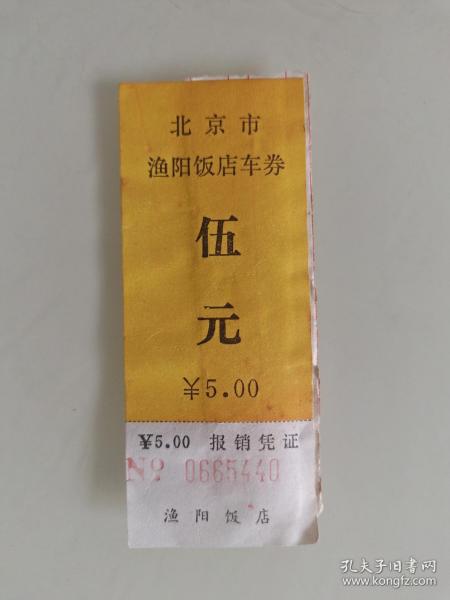 北京市
渔阳饭店车券
伍
元
¥5.00
¥5.00 报销凭证
№ 0665440
渔阳饭店
孔夫子旧书网
www.kongfz.com